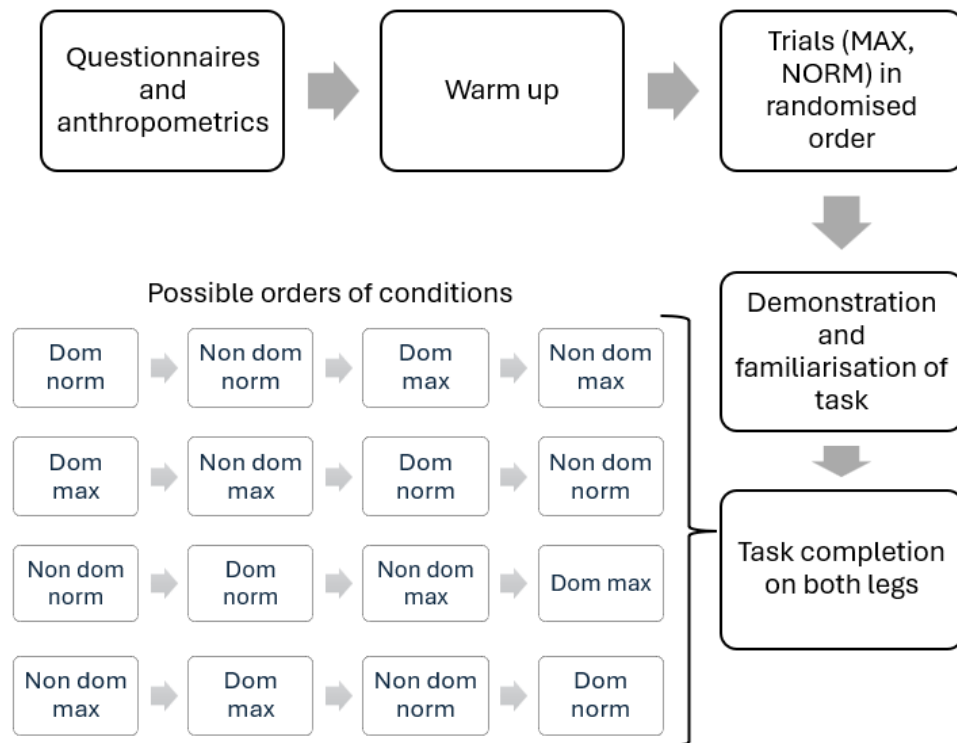 Questionnaires
and
anthropometrics
Warm up
Trials (MAX,
NORM) in
randomised
order
Demonstration
and
familiarisation of
task
Task completion
on both legs
Possible orders of conditions
Dom
norm
Non dom
norm
Dom
max
Non dom
max
Dom
max
Non dom
max
Dom
norm
Non dom
norm
Non dom
norm
Dom
norm
Non dom
max
Dom max
Non dom
max
Dom
max
Non dom
norm
Dom
norm